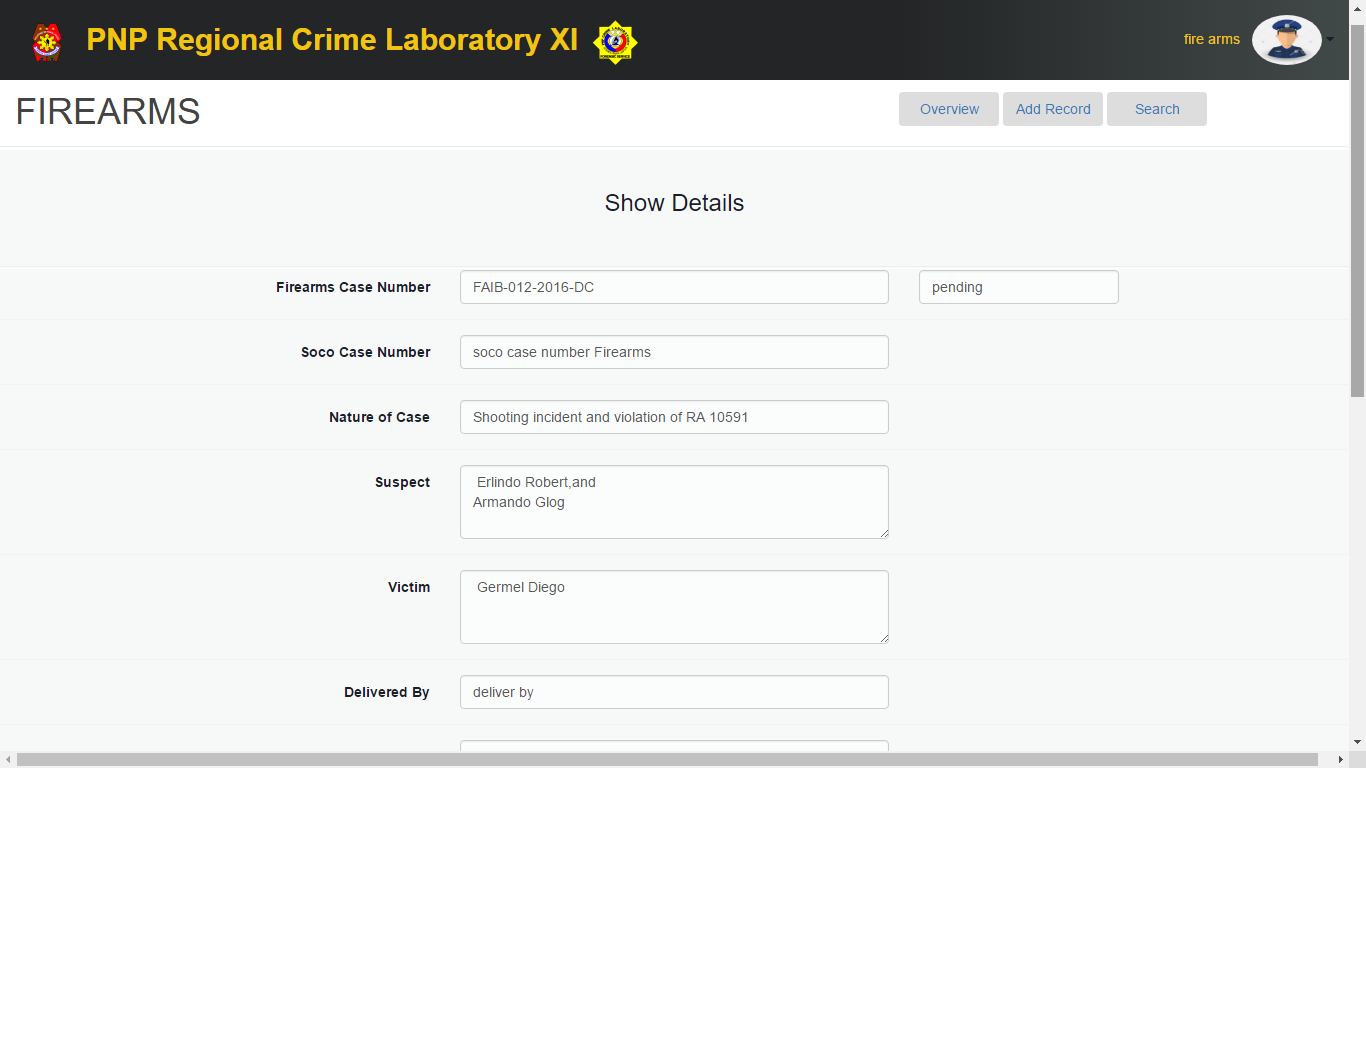 PNP Regional Crime Laboratory XI
fire arms
FIREARMS
Overview
Add Record
Search
Show Details
Firearms Case Number
FAIB-012-2016-DC
pending
Soco Case Number
soco case number Firearms
Nature of Case
Shooting incident and violation of RA 10591
Suspect
Erlindo Robert,and
Armando Glog
Victim
Germel Diego
Delivered By
deliver by